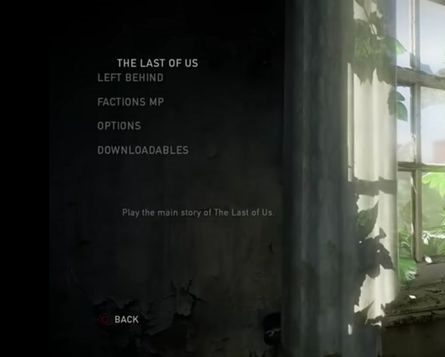 THE LAST OF US
LEFT BEHIND
FACTIONS MP
OPTIONS
DOWNLOADABLES
Play the main story of The Last of Us.
BACK